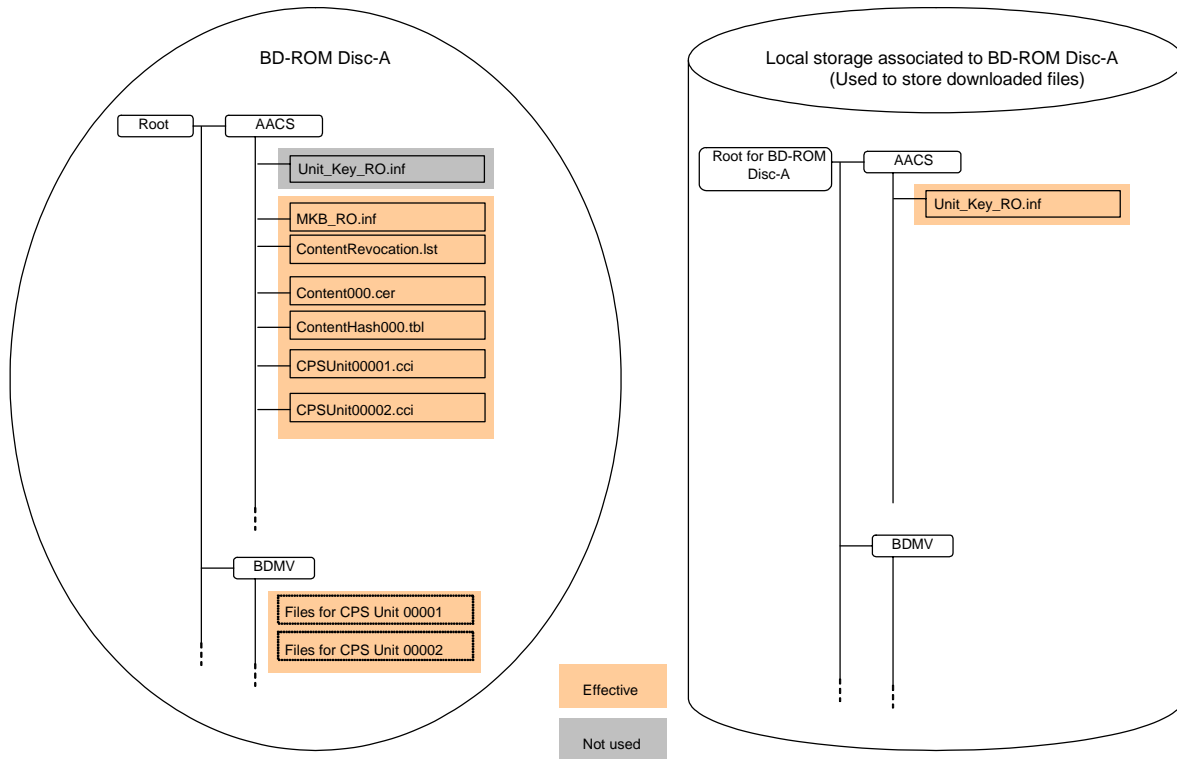 BD-ROM Disc-A
Root
AACS
Unit_Key_RO.inf
MKB_RO.inf
ContentRevocation.lst
Content000.cer
ContentHash000.tbl
CPSUnit00001.cci
CPSUnit00002.cci
BDMV
Files for CPS Unit 00001
Files for CPS Unit 00002
Effective
Not used
Local storage associated to BD-ROM Disc-A
(Used to store downloaded files)
Root for BD-ROM
Disc-A
AACS
Unit_Key_RO.inf
BDMV